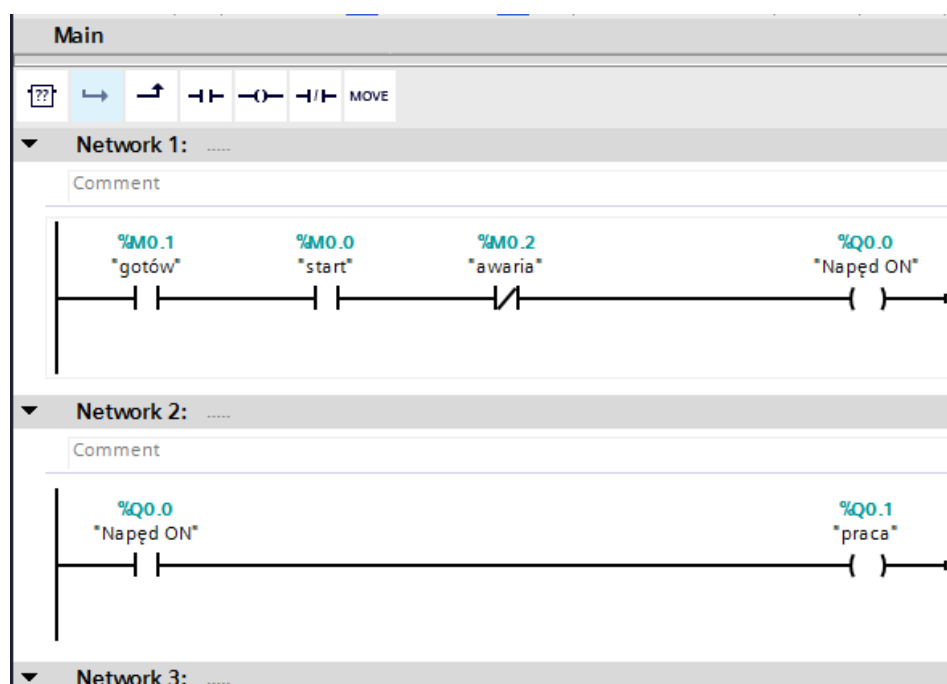 Main
?? MOVE
Network 1: .....
Comment
%M0.1 %M0.0 %M0.2 %Q0.0
"gotów" "start" "awaria" "Napęd ON"
Network 2: .....
Comment
%Q0.0 %Q0.1
"Napęd ON" "praca"
Network 3: .....